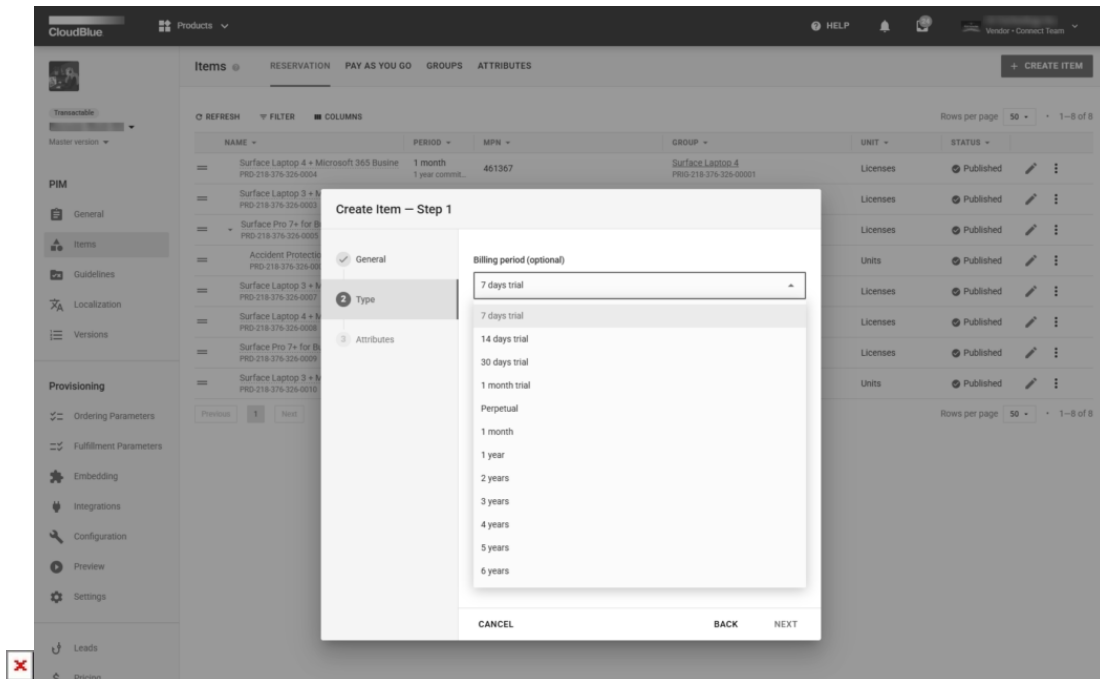 CloudBlue
Products
HELP
Vendor • Connect Team
Items
RESERVATION
PAY AS YOU GO
GROUPS
ATTRIBUTES
+ CREATE ITEM
Transactable
Master version
REFRESH
FILTER
COLUMNS
Rows per page 50 • 1—8 of 8
NAME
PERIOD
MPN
GROUP
UNIT
STATUS
Surface Laptop 4 + Microsoft 365 Busine
PRD-218-376-326-0004
1 month
1 year commit...
461367
Surface Laptop 4
PRIG-218-376-326-00001
Licenses
Published
Surface Laptop 3 + M
PRD-218-376-326-0003
Licenses
Published
Surface Pro 7+ for B
PRD-218-376-326-0005
Licenses
Published
Accident Protectio
PRD-218-376-326-00
Units
Published
Surface Laptop 3 + M
PRD-218-376-326-0007
Licenses
Published
Surface Laptop 4 + M
PRD-218-376-326-0008
Licenses
Published
Surface Pro 7+ for Bu
PRD-218-376-326-0009
Licenses
Published
Surface Laptop 3 + M
PRD-218-376-326-0010
Units
Published
Previous
1
Next
Rows per page 50 • 1—8 of 8
PIM
General
Items
Guidelines
Localization
Versions
Provisioning
Ordering Parameters
Fulfillment Parameters
Embedding
Integrations
Configuration
Preview
Settings
Leads
Pricing
Create Item — Step 1
General
2 Type
3 Attributes
Billing period (optional)
7 days trial
7 days trial
14 days trial
30 days trial
1 month trial
Perpetual
1 month
1 year
2 years
3 years
4 years
5 years
6 years
CANCEL
BACK
NEXT